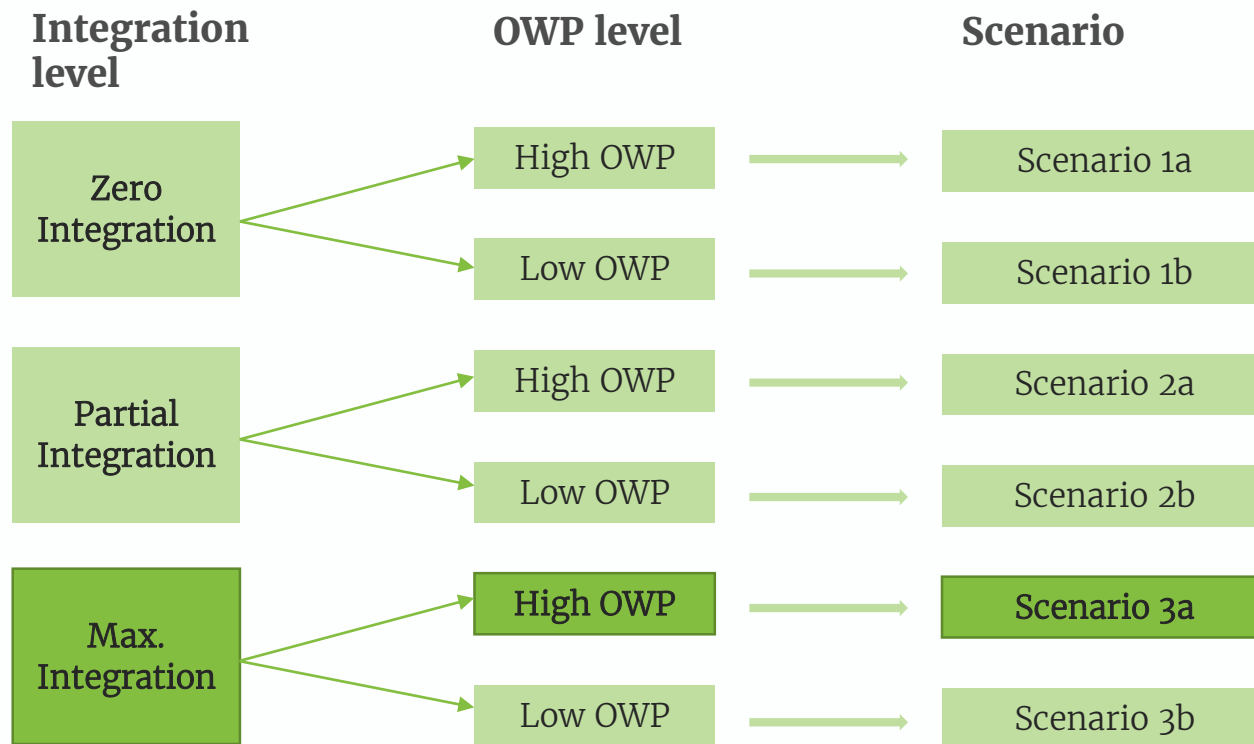 Integration
level
OWP level
Scenario
Zero
Integration
High OWP
Scenario 1a
Low OWP
Scenario 1b
Partial
Integration
High OWP
Scenario 2a
Low OWP
Scenario 2b
Max.
Integration
High OWP
Scenario 3a
Low OWP
Scenario 3b